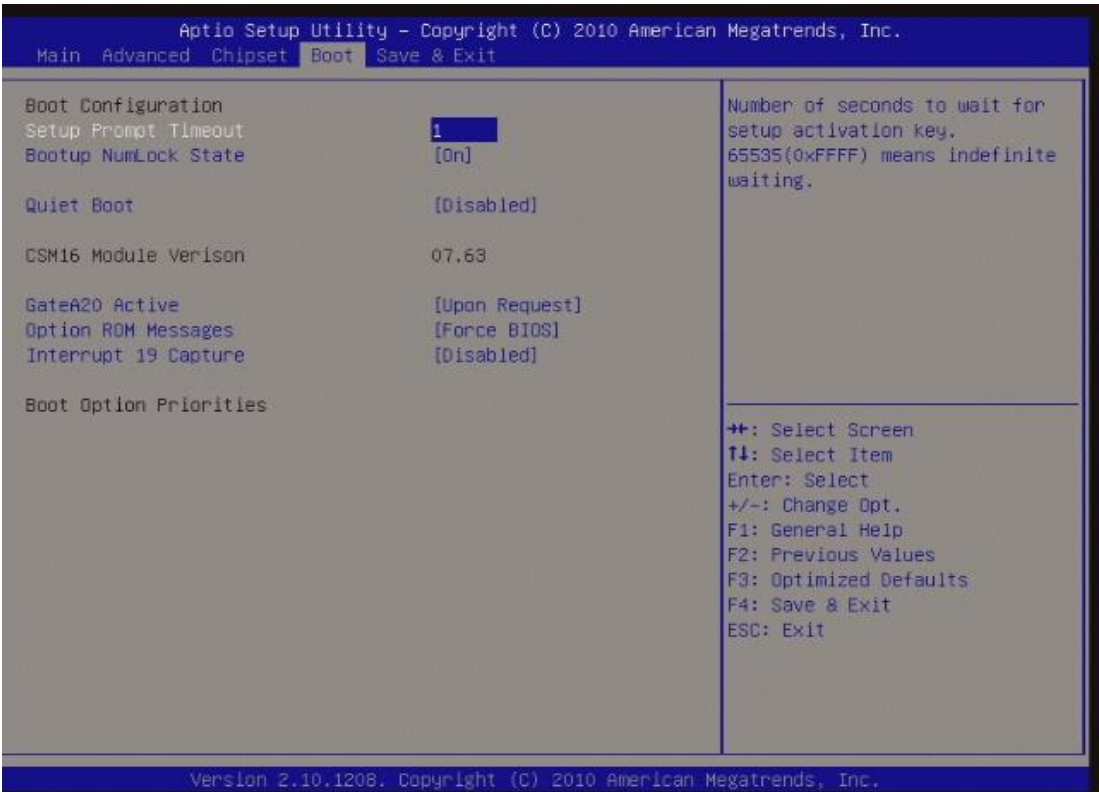 Aptio Setup Utility – Copyright (C) 2010 American Megatrends, Inc.
Main Advanced Chipset Boot Save & Exit
Boot Configuration
Setup Prompt Timeout 1
Bootup NumLock State [On]
Quiet Boot [Disabled]
CSM16 Module Verison 07.63
GateA20 Active [Upon Request]
Option ROM Messages [Force BIOS]
Interrupt 19 Capture [Disabled]
Boot Option Priorities
Number of seconds to wait for
setup activation key.
65535(0xFFFF) means indefinite
waiting.
→←: Select Screen
↑↓: Select Item
Enter: Select
+/-: Change Opt.
F1: General Help
F2: Previous Values
F3: Optimized Defaults
F4: Save & Exit
ESC: Exit
Version 2.10.1208. Copyright (C) 2010 American Megatrends, Inc.